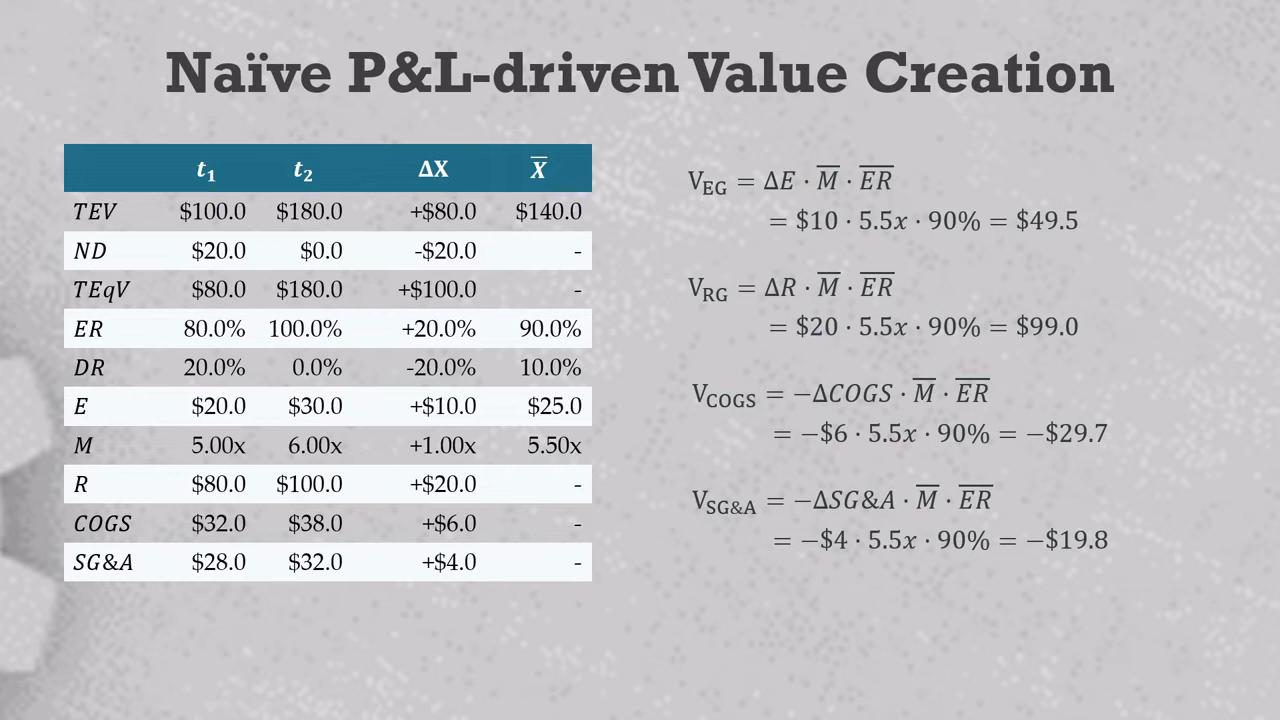 Naïve P&L-driven Value Creation
t₁ t₂ ΔX X̅
TEV $100.0 $180.0 +$80.0 $140.0
ND $20.0 $0.0 -$20.0 -
TEqV $80.0 $180.0 +$100.0 -
ER 80.0% 100.0% +20.0% 90.0%
DR 20.0% 0.0% -20.0% 10.0%
E $20.0 $30.0 +$10.0 $25.0
M 5.00x 6.00x +1.00x 5.50x
R $80.0 $100.0 +$20.0 -
COGS $32.0 $38.0 +$6.0 -
SG&A $28.0 $32.0 +$4.0 -
V_EG = ΔE · M̅ · E̅R̅
= $10 · 5.5x · 90% = $49.5
V_RG = ΔR · M̅ · E̅R̅
= $20 · 5.5x · 90% = $99.0
V_COGS = −ΔCOGS · M̅ · E̅R̅
= −$6 · 5.5x · 90% = −$29.7
V_SG&A = −ΔSG&A · M̅ · E̅R̅
= −$4 · 5.5x · 90% = −$19.8